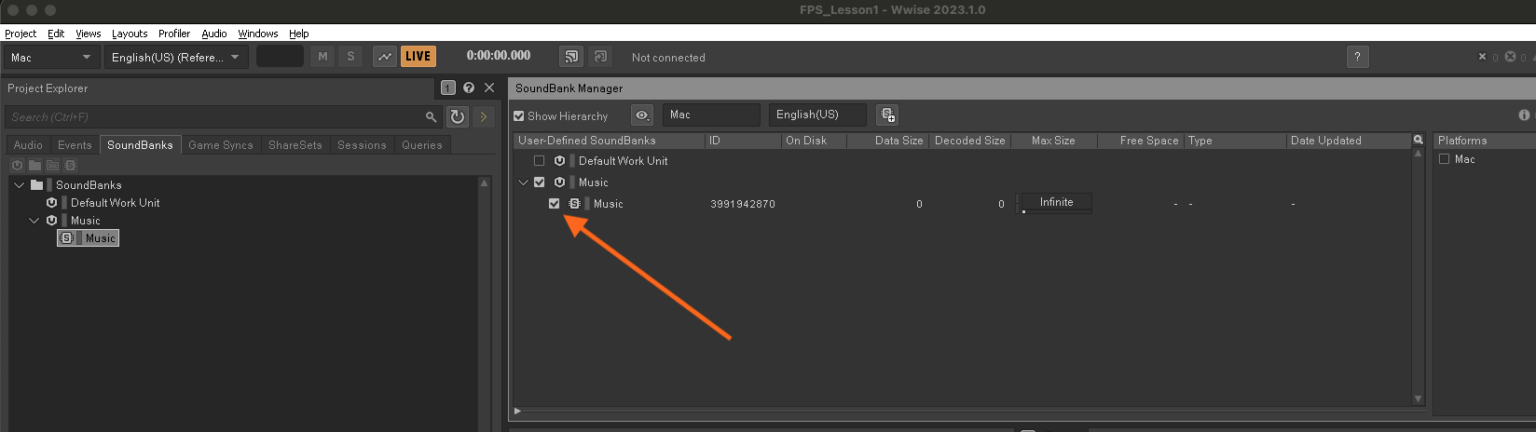 FPS_Lesson1 - Wwise 2023.1.0
Project Edit Views Layouts Profiler Audio Windows Help
Mac English(US) (Refere... M S LIVE 0:00:00.000 Not connected ? 0 0
Project Explorer 1 ?
SoundBank Manager
Search (Ctrl+F)
Show Hierarchy Mac English(US)
Audio Events SoundBanks Game Syncs ShareSets Sessions Queries
User-Defined SoundBanks ID On Disk Data Size Decoded Size Max Size Free Space Type Date Updated
Platforms
SoundBanks
Default Work Unit
Music
Music
Default Work Unit
Music
Music 3991942870 0 0 Infinite - - -
Mac